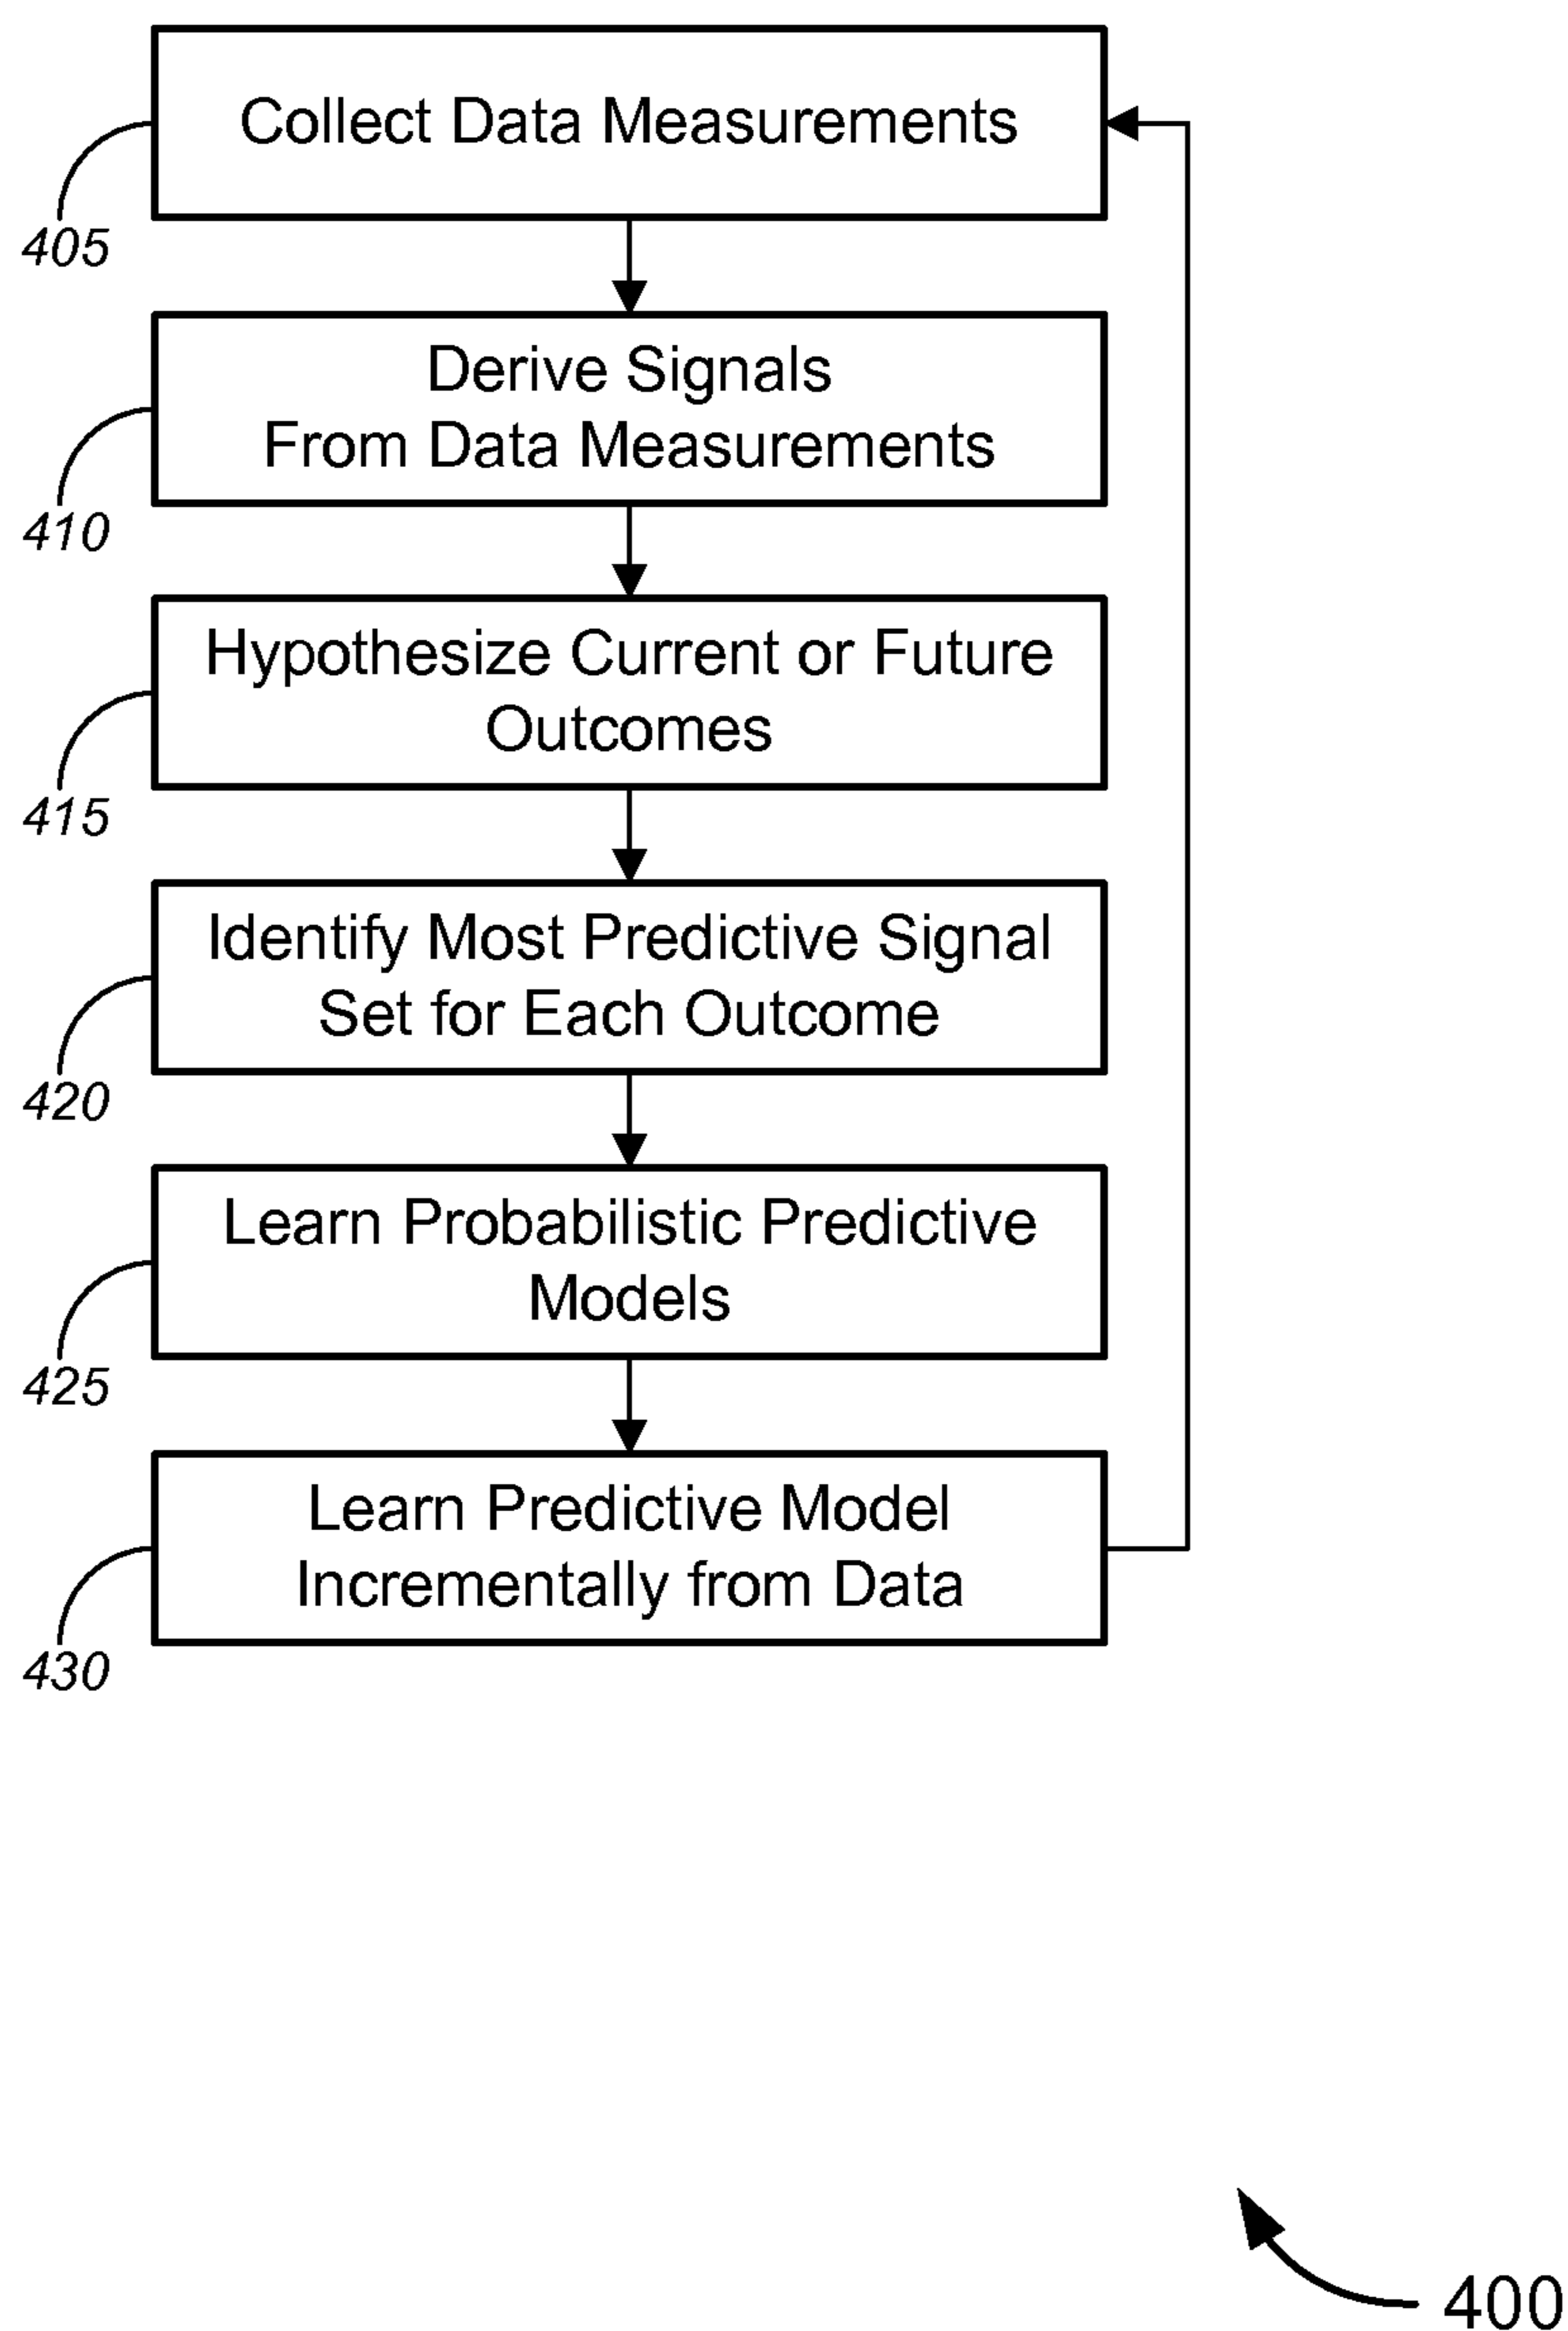 Collect Data Measurements
405
Derive Signals
From Data Measurements
410
Hypothesize Current or Future
Outcomes
415
Identify Most Predictive Signal
Set for Each Outcome
420
Learn Probabilistic Predictive
Models
425
Learn Predictive Model
Incrementally from Data
430
400